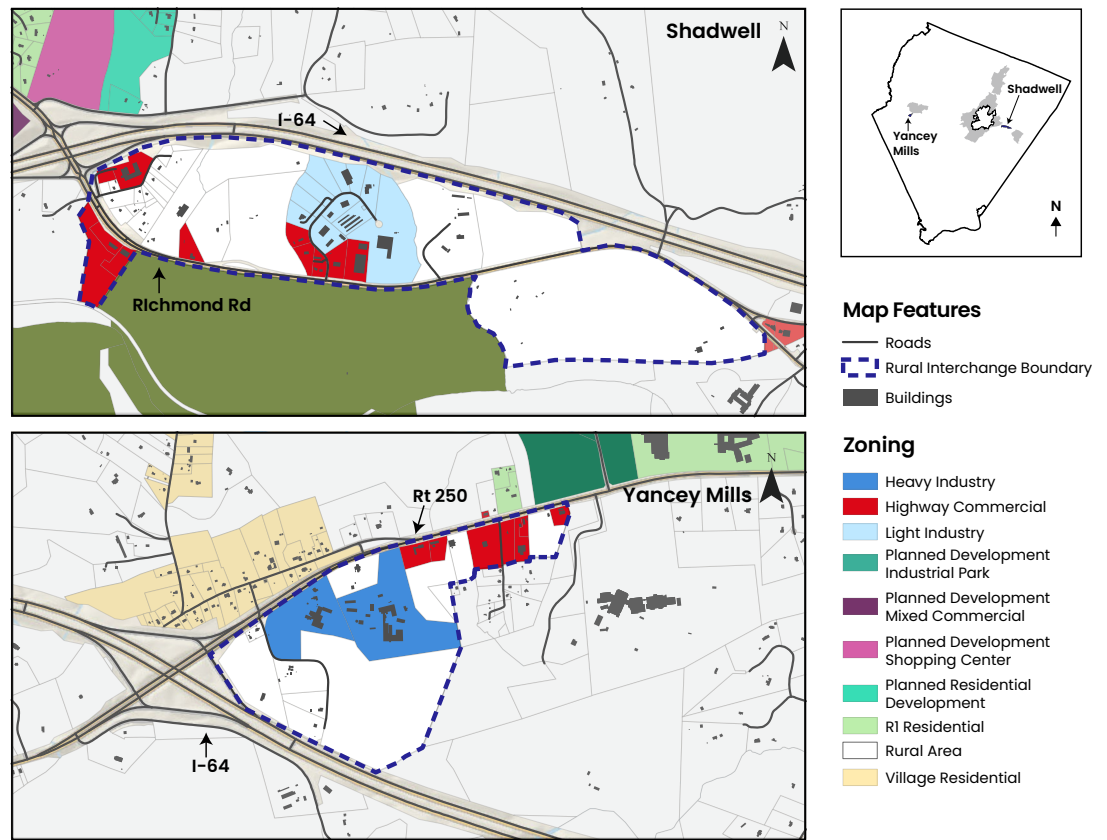 Shadwell
N
I-64
RIchmond Rd
Shadwell
Yancey
Mills
N
Map Features
Roads
Rural Interchange Boundary
Buildings
Yancey Mills
N
Rt 250
I-64
Zoning
Heavy Industry
Highway Commercial
Light Industry
Planned Development
Industrial Park
Planned Development
Mixed Commercial
Planned Development
Shopping Center
Planned Residential
Development
R1 Residential
Rural Area
Village Residential